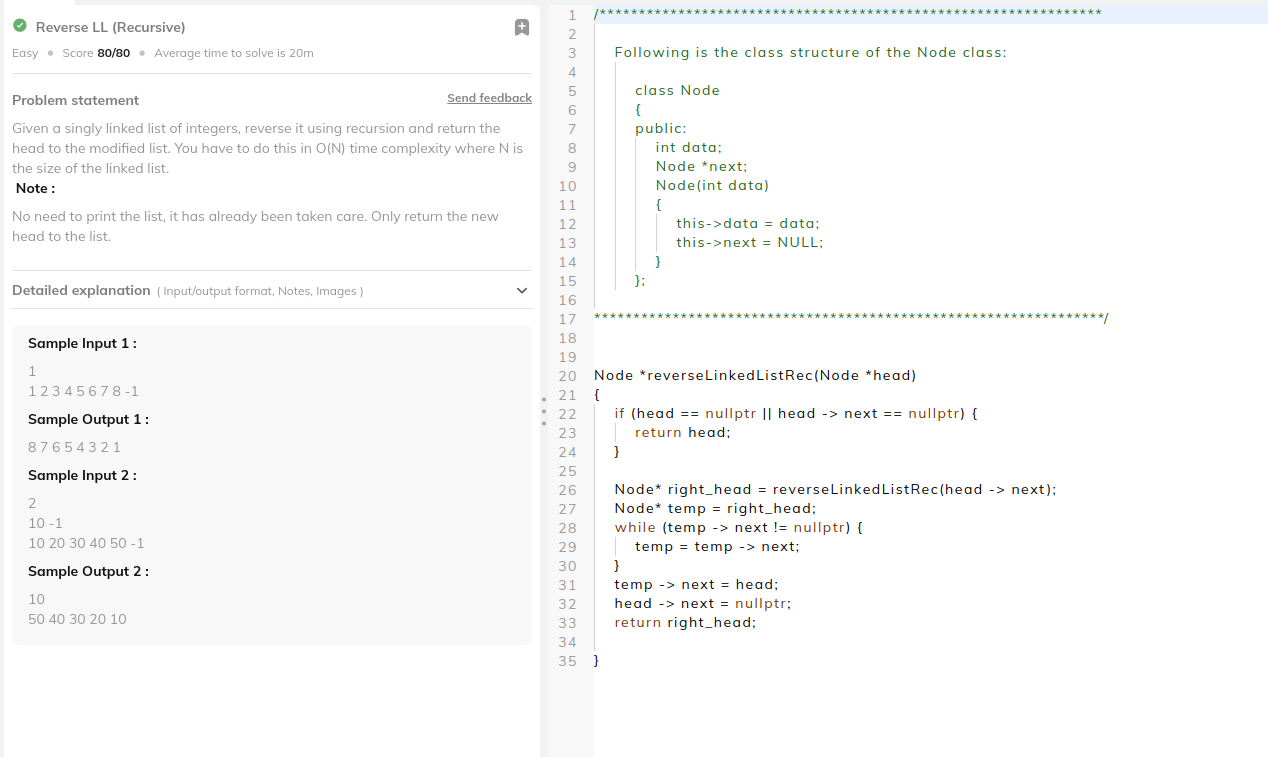 Reverse LL (Recursive)
Easy • Score 80/80 • Average time to solve is 20m
Problem statement
Send feedback
Given a singly linked list of integers, reverse it using recursion and return the
head to the modified list. You have to do this in O(N) time complexity where N is
the size of the linked list.
Note :
No need to print the list, it has already been taken care. Only return the new
head to the list.
Detailed explanation ( Input/output format, Notes, Images )
Sample Input 1 :
1
1 2 3 4 5 6 7 8 -1
Sample Output 1 :
8 7 6 5 4 3 2 1
Sample Input 2 :
2
10 -1
10 20 30 40 50 -1
Sample Output 2 :
10
50 40 30 20 10
1 /****************************************************************
2
3 Following is the class structure of the Node class:
4
5 class Node
6 {
7 public:
8 int data;
9 Node *next;
10 Node(int data)
11 {
12 this->data = data;
13 this->next = NULL;
14 }
15 };
16
17 *****************************************************************/
18
19
20 Node *reverseLinkedListRec(Node *head)
21 {
22 if (head == nullptr || head -> next == nullptr) {
23 return head;
24 }
25
26 Node* right_head = reverseLinkedListRec(head -> next);
27 Node* temp = right_head;
28 while (temp -> next != nullptr) {
29 temp = temp -> next;
30 }
31 temp -> next = head;
32 head -> next = nullptr;
33 return right_head;
34
35 }